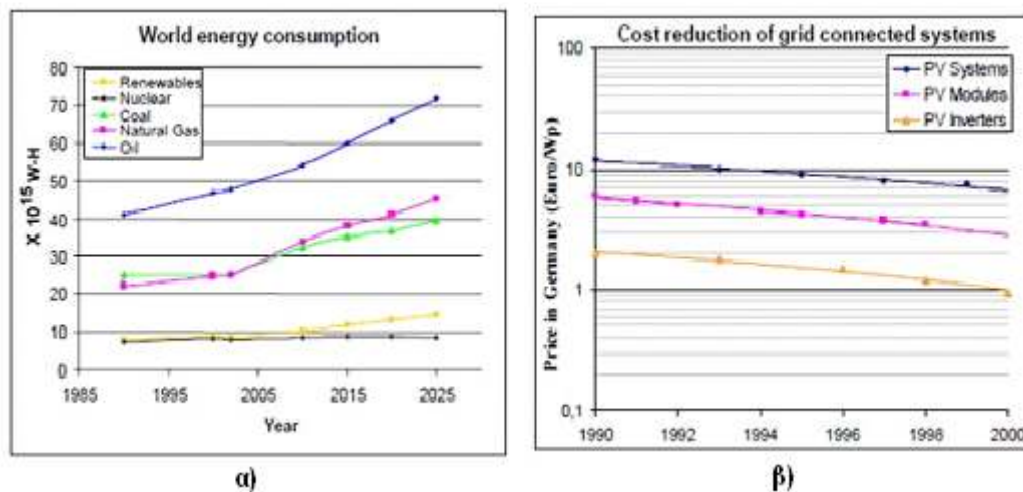 World energy consumption
80
70
60
50
40
30
20
10
0
X 10¹⁵ W-H
Renewables
Nuclear
Coal
Natural Gas
Oil
1985 1995 2005 2015 2025
Year
α)
Cost reduction of grid connected systems
100
10
1
0,1
Price in Germany (Euro/Wp)
PV Systems
PV Modules
PV Inverters
1990 1992 1994 1996 1998 2000
β)